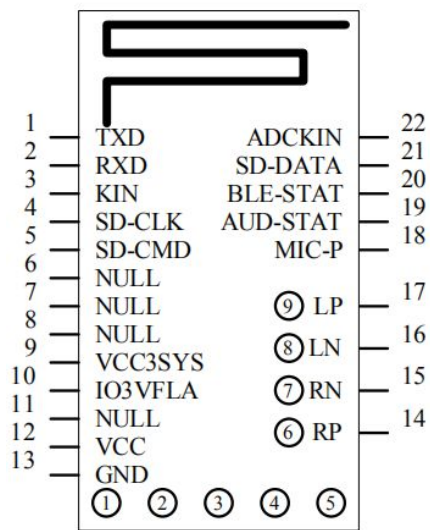 1 TXD ADCKIN 22
2 RXD SD-DATA 21
3 KIN BLE-STAT 20
4 SD-CLK AUD-STAT 19
5 SD-CMD MIC-P 18
6 NULL
7 NULL ⑨ LP 17
8 NULL ⑧ LN 16
9 VCC3SYS
10 IO3VFLA ⑦ RN 15
11 NULL ⑥ RP 14
12 VCC
13 GND
① ② ③ ④ ⑤